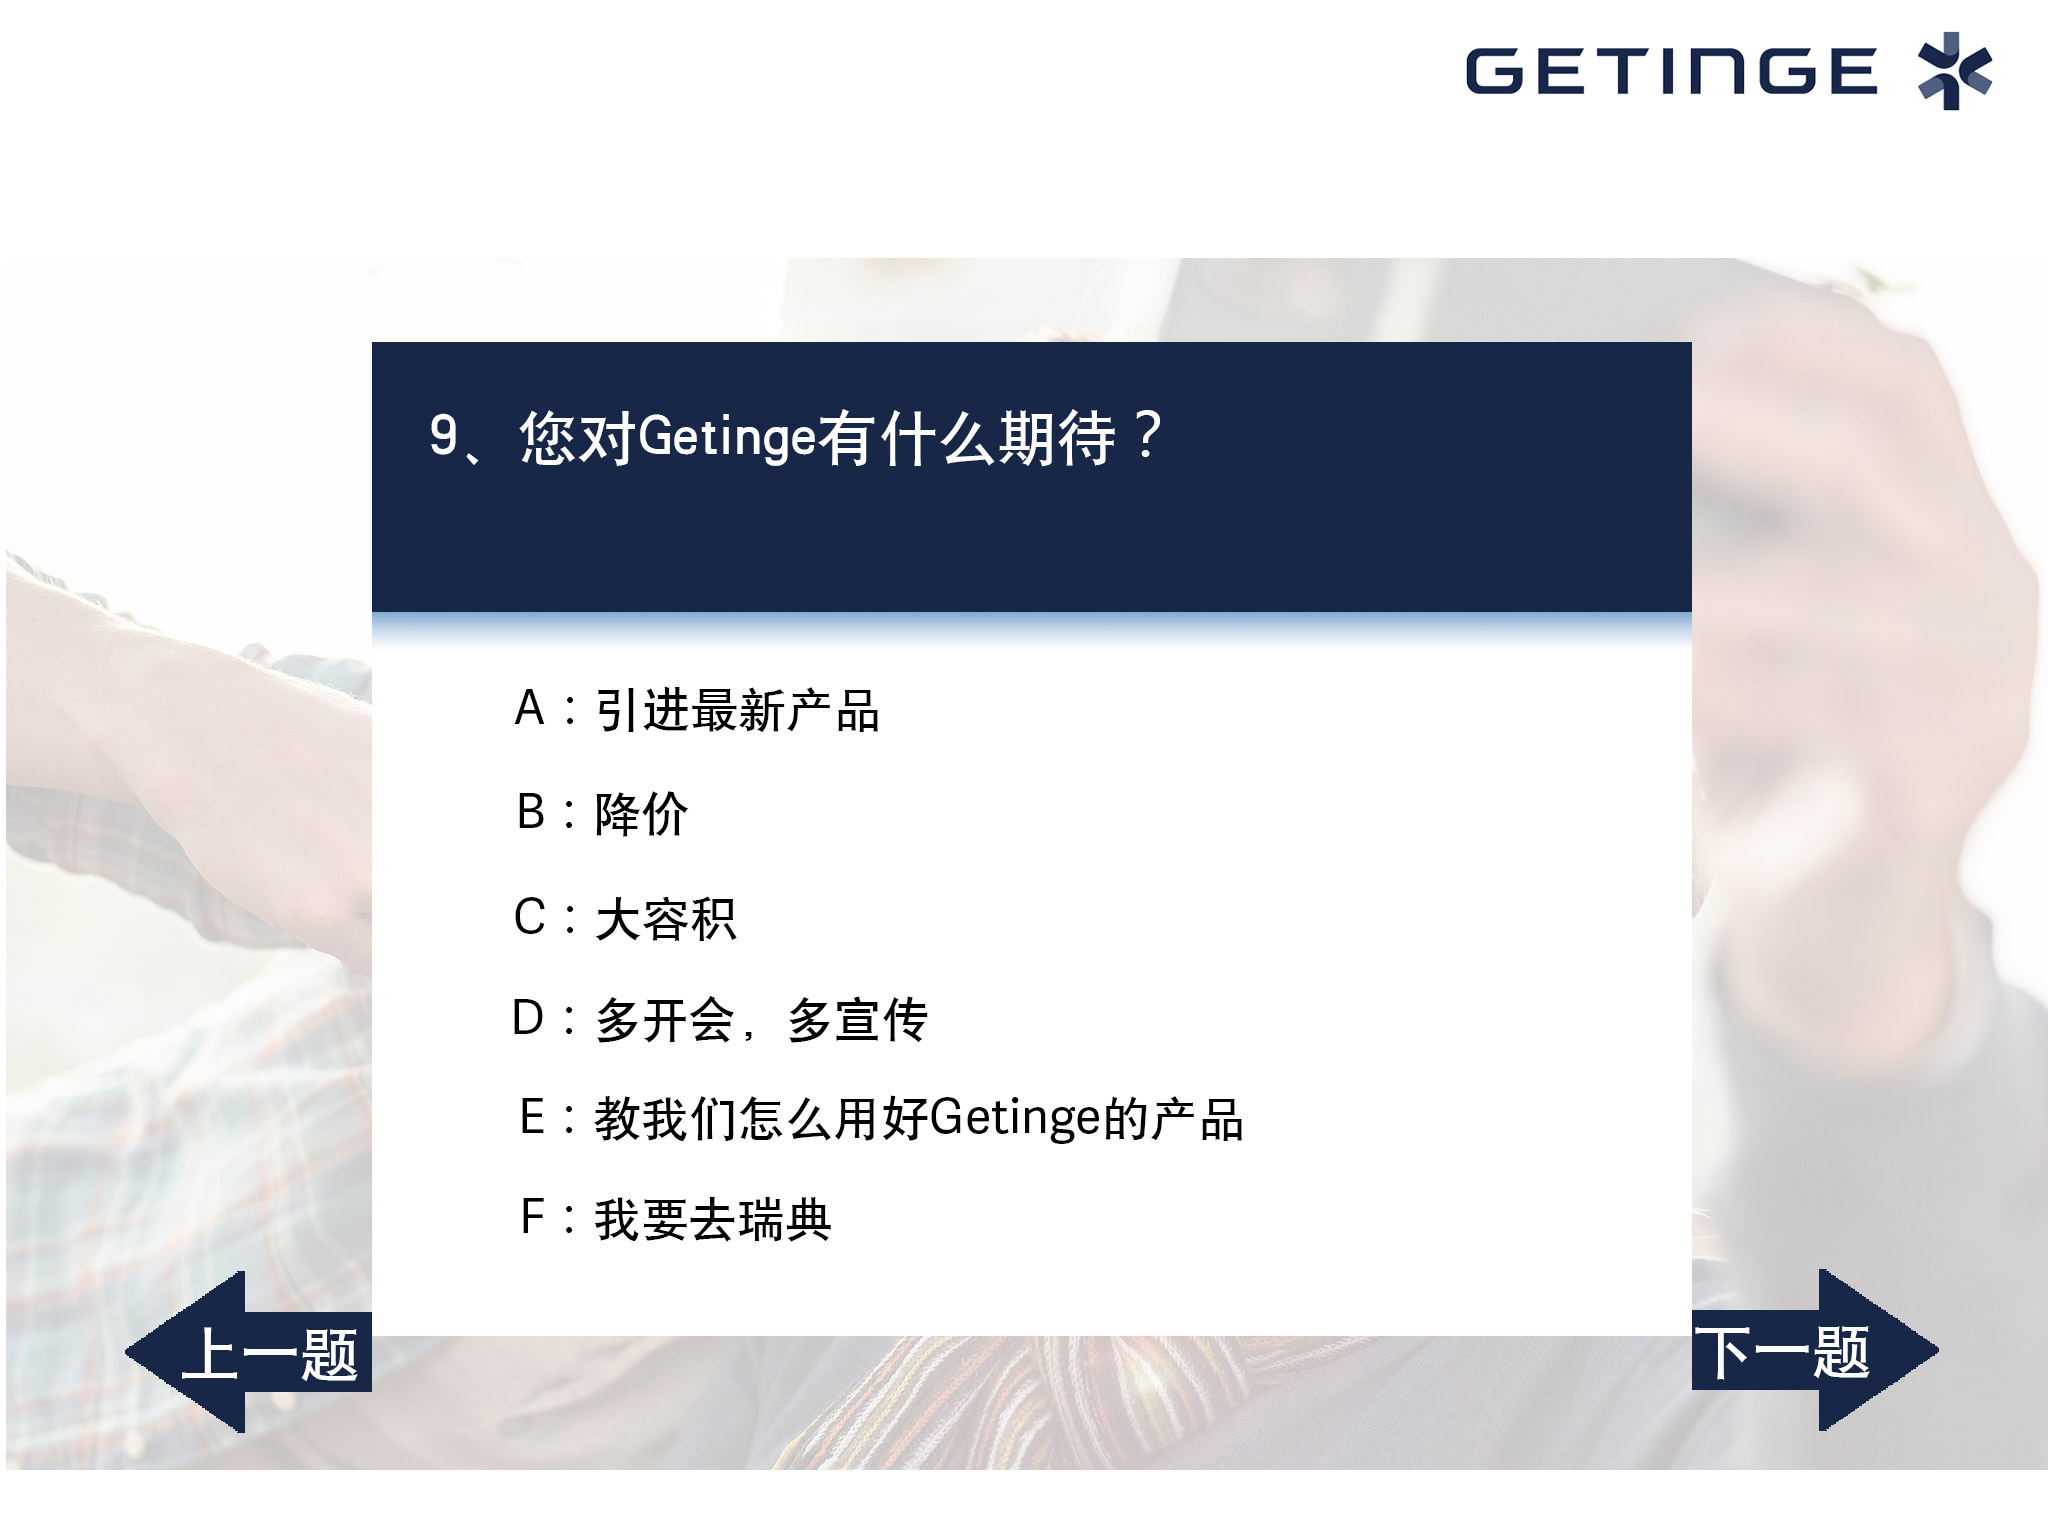 GETINGE
9、您对Getinge有什么期待？
A：引进最新产品
B：降价
C：大容积
D：多开会，多宣传
E：教我们怎么用好Getinge的产品
F：我要去瑞典
上一题
下一题